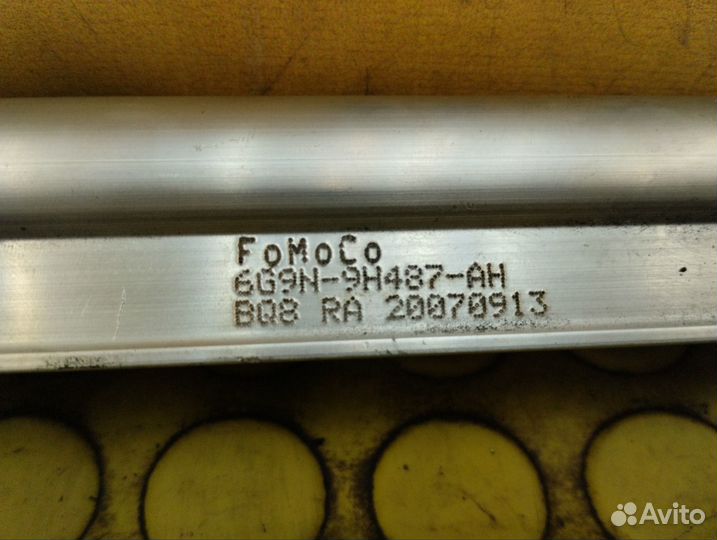 FoMoCo
6G9N-9H487-AH
BQ8 RA 20070913
Avito